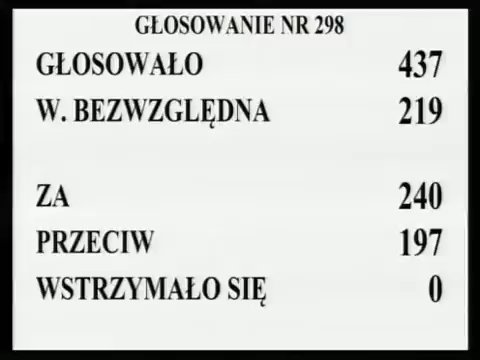 GŁOSOWANIE NR 298
GŁOSOWAŁO 437
W. BEZWZGLĘDNA 219
ZA 240
PRZECIW 197
WSTRZYMAŁO SIĘ 0